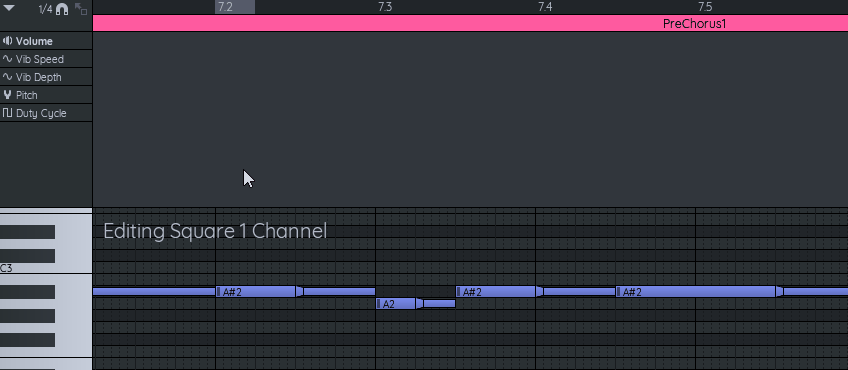 1/4 7.2 7.3 7.4 7.5
PreChorus1
Volume
Vib Speed
Vib Depth
Pitch
Duty Cycle
Editing Square 1 Channel
C3
A#2 A#2 A#2
A2